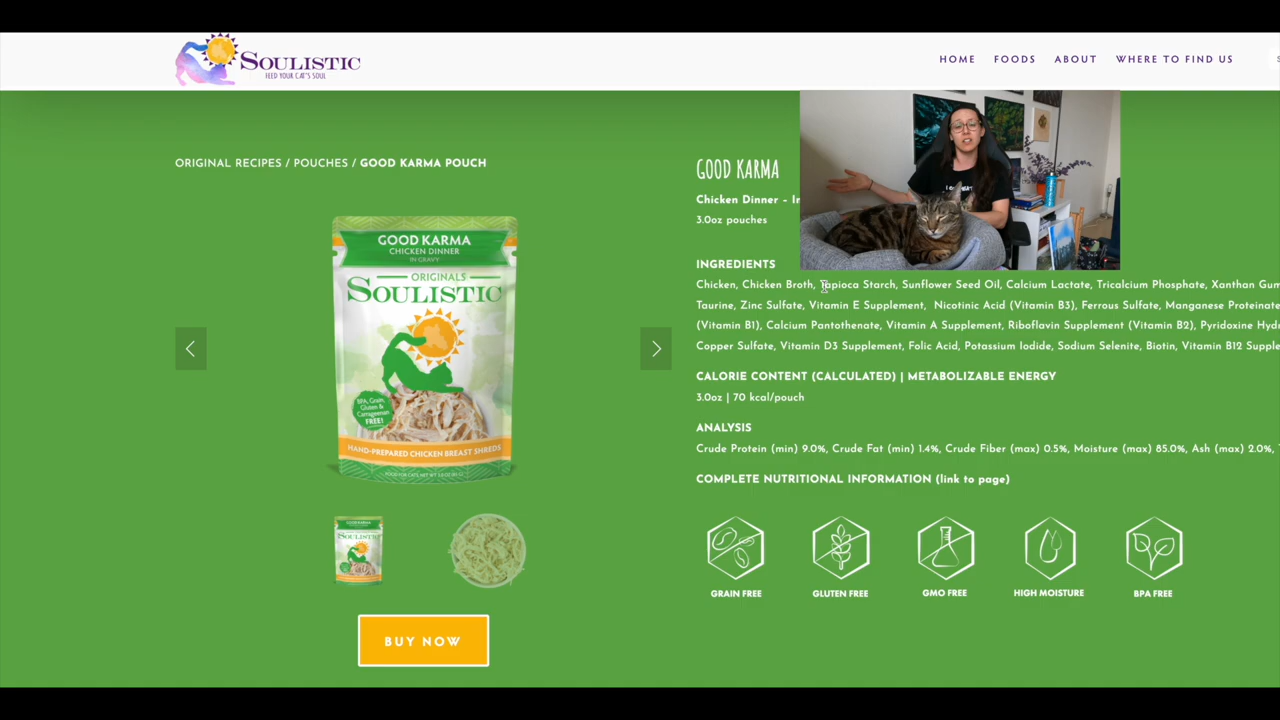 SOULISTIC
FEED YOUR CAT'S SOUL
HOME FOODS ABOUT WHERE TO FIND US
ORIGINAL RECIPES / POUCHES / GOOD KARMA POUCH
GOOD KARMA
CHICKEN DINNER
IN GRAVY
ORIGINALS
SOULISTIC
BPA, GRAIN,
GLUTEN &
CARRAGEENAN
FREE!
HAND-PREPARED CHICKEN BREAST SHREDS
BUY NOW
GOOD KARMA
Chicken Dinner – I
3.0oz pouches
INGREDIENTS
Chicken, Chicken Broth, Tapioca Starch, Sunflower Seed Oil, Calcium Lactate, Tricalcium Phosphate, Xanthan Gum
Taurine, Zinc Sulfate, Vitamin E Supplement, Nicotinic Acid (Vitamin B3), Ferrous Sulfate, Manganese Proteinate
(Vitamin B1), Calcium Pantothenate, Vitamin A Supplement, Riboflavin Supplement (Vitamin B2), Pyridoxine Hyd
Copper Sulfate, Vitamin D3 Supplement, Folic Acid, Potassium Iodide, Sodium Selenite, Biotin, Vitamin B12 Supple
CALORIE CONTENT (CALCULATED) | METABOLIZABLE ENERGY
3.0oz | 70 kcal/pouch
ANALYSIS
Crude Protein (min) 9.0%, Crude Fat (min) 1.4%, Crude Fiber (max) 0.5%, Moisture (max) 85.0%, Ash (max) 2.0%,
COMPLETE NUTRITIONAL INFORMATION (link to page)
GRAIN FREE GLUTEN FREE GMO FREE HIGH MOISTURE BPA FREE